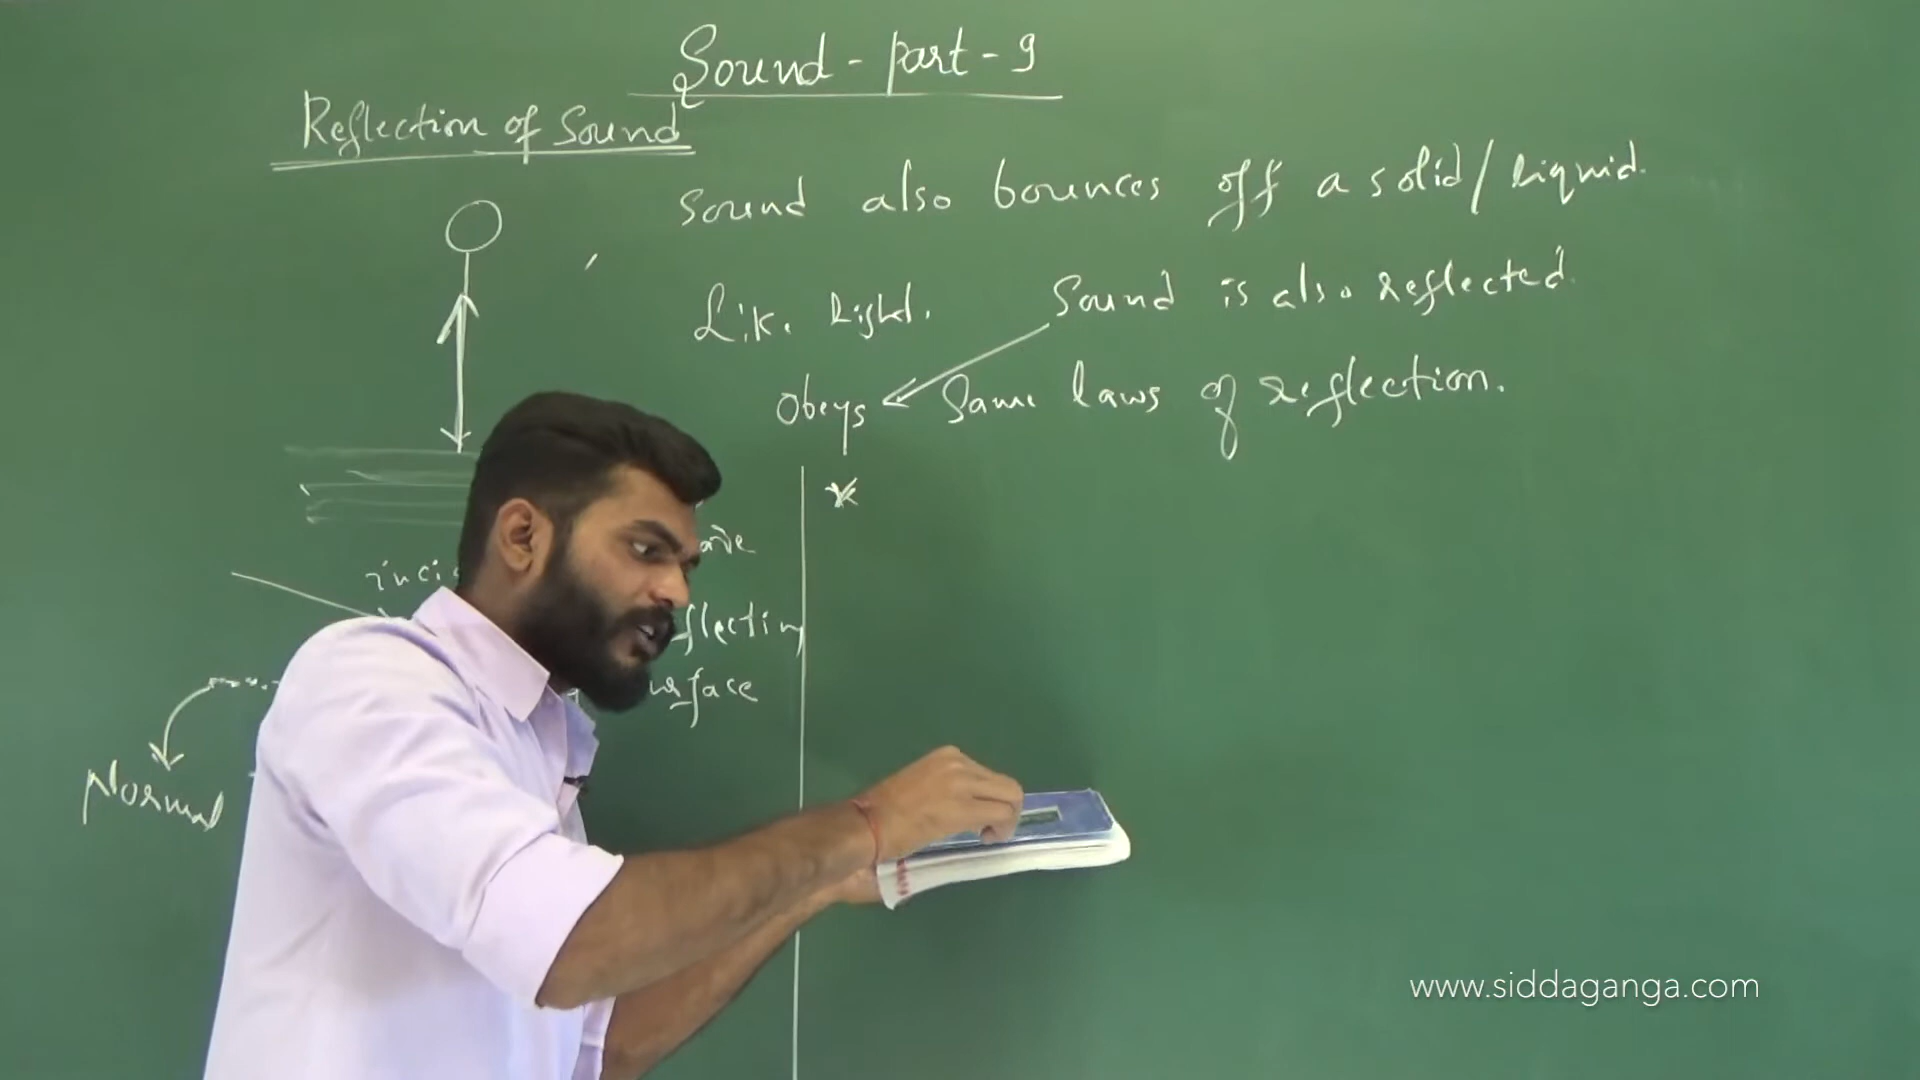 Sound - part - 9
Reflection of Sound
Sound also bounces off a solid/liquid.
Like light. Sound is also reflected.
Obeys Same laws of reflection.
Normal
www.siddaganga.com